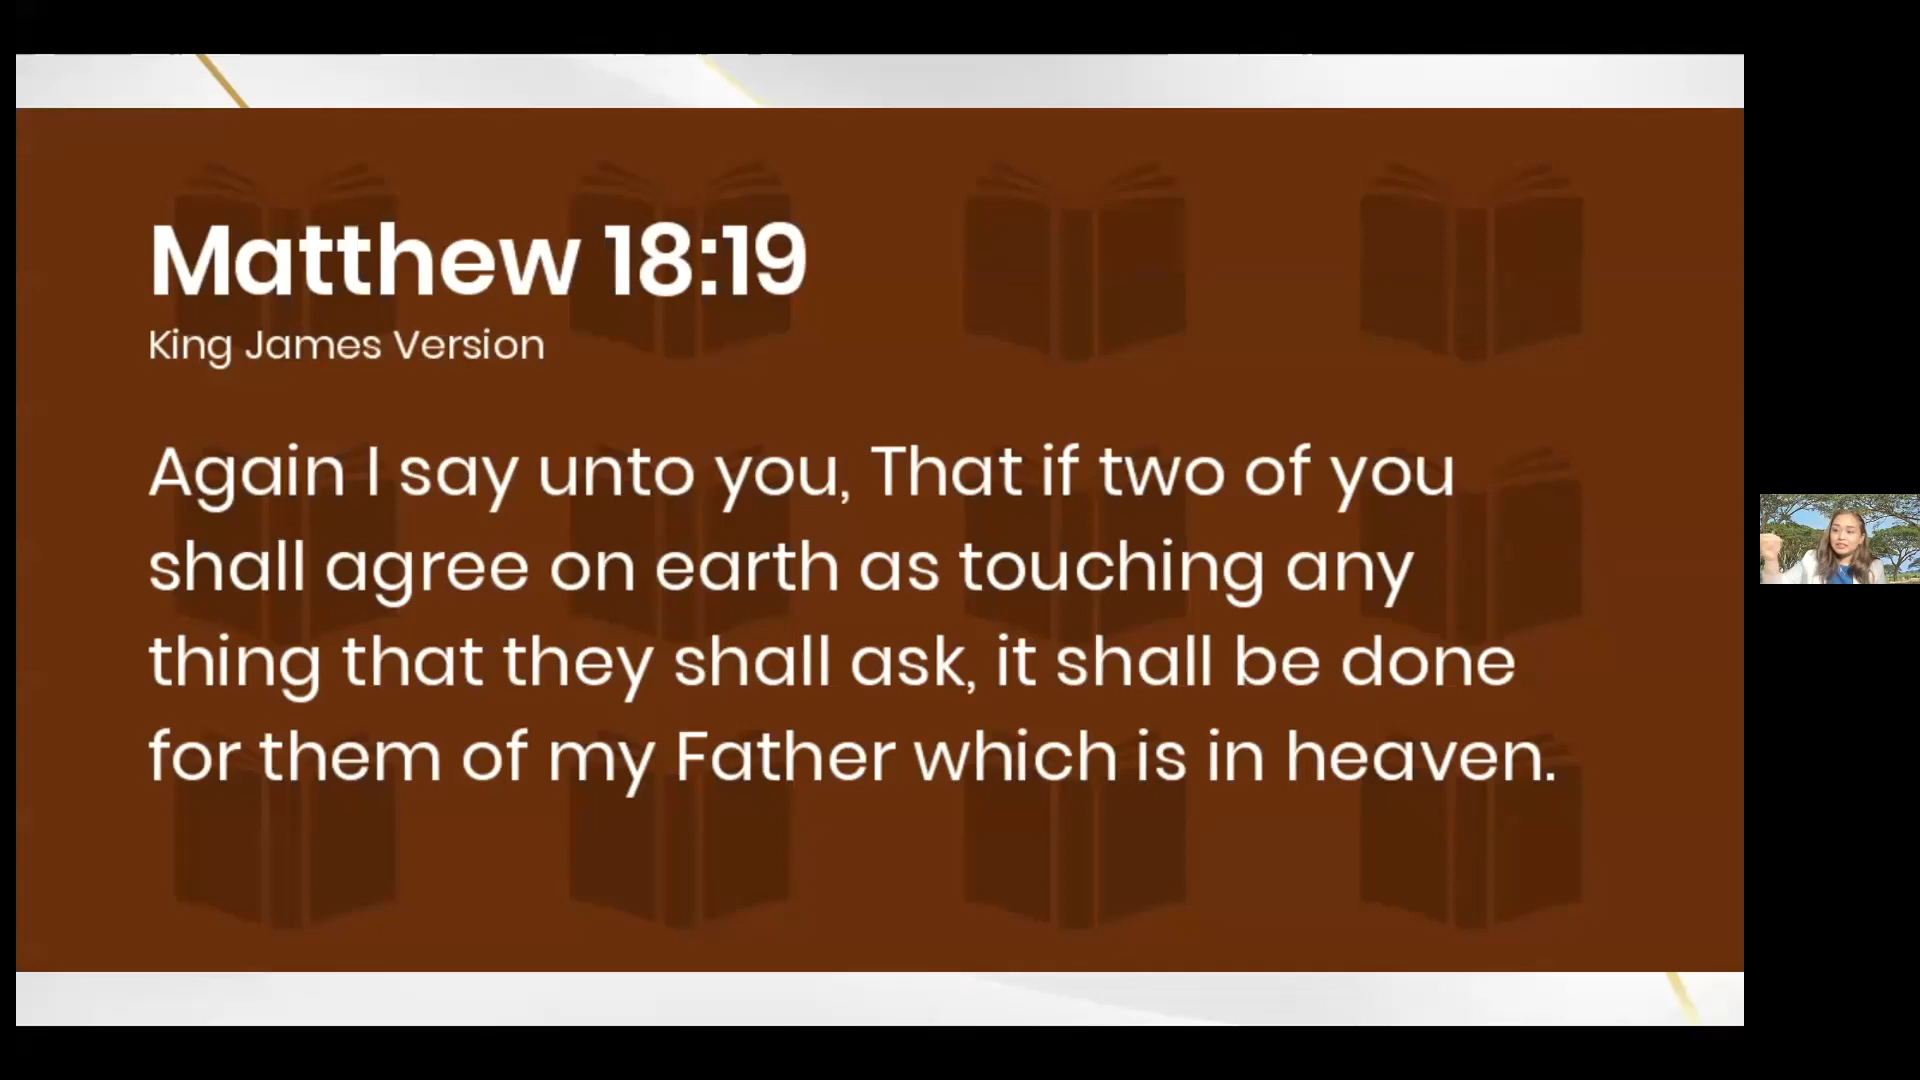 Matthew 18:19
King James Version
Again I say unto you, That if two of you
shall agree on earth as touching any
thing that they shall ask, it shall be done
for them of my Father which is in heaven.